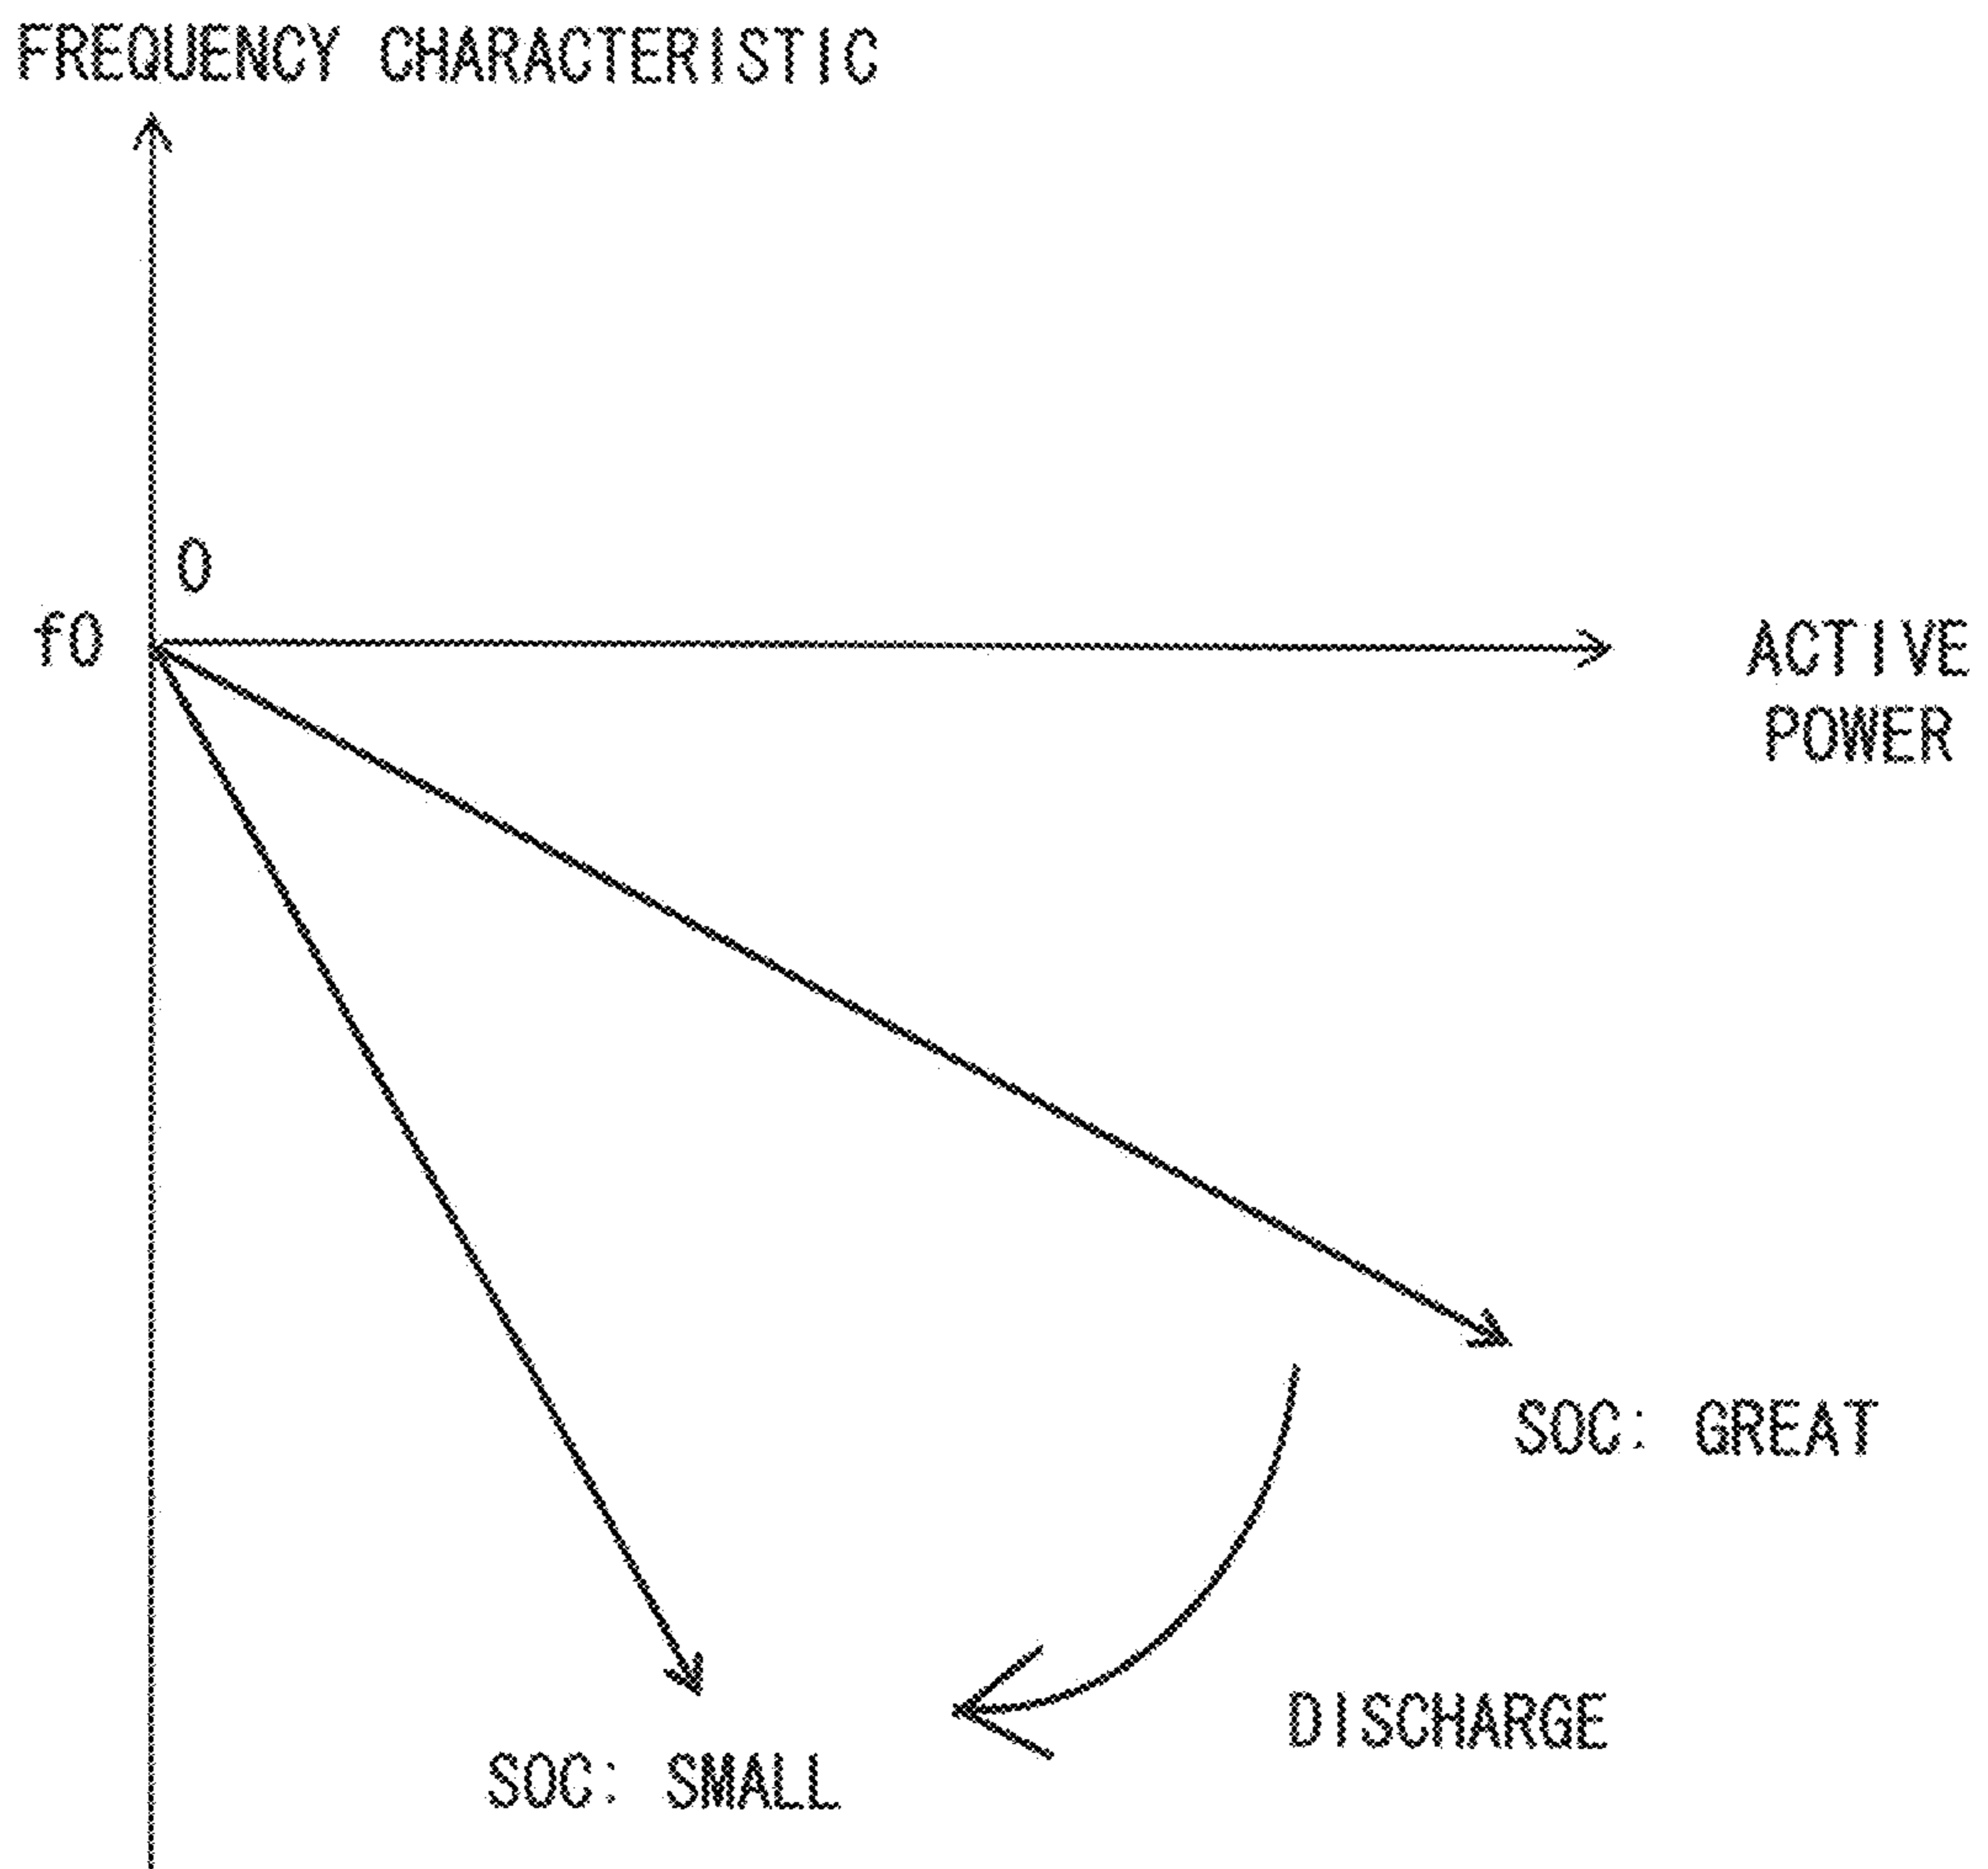 FREQUENCY CHARACTERISTIC
0
f0
ACTIVE
POWER
SOC: GREAT
DISCHARGE
SOC: SMALL